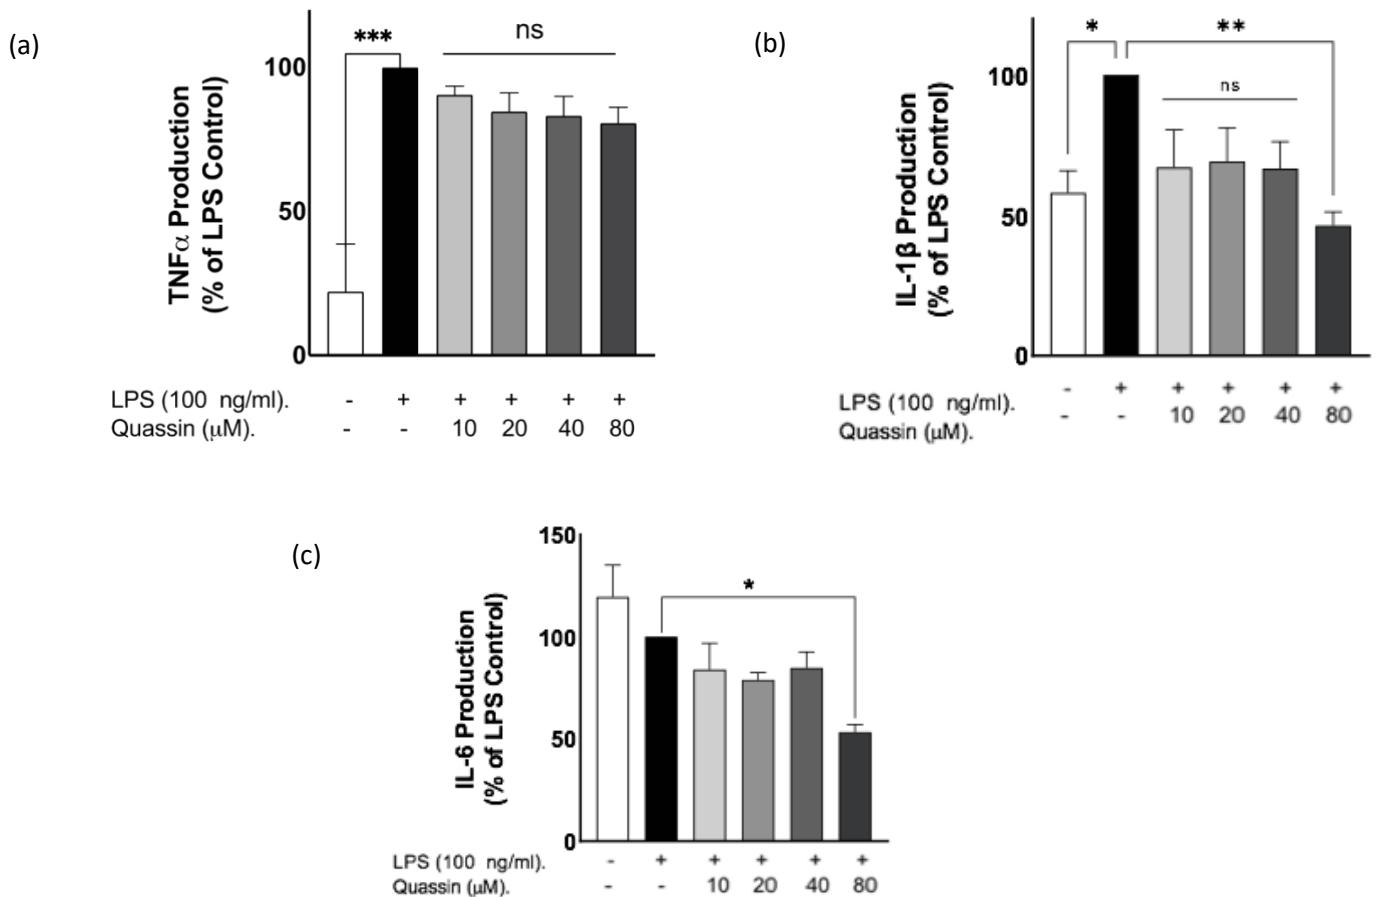 (a)
***
ns
100
50
0
TNFα Production
(% of LPS Control)
LPS (100 ng/ml). - + + + + +
Quassin (µM). - - 10 20 40 80
(b)
*
**
ns
100
50
0
IL-1β Production
(% of LPS Control)
LPS (100 ng/ml). - + + + + +
Quassin (µM). - - 10 20 40 80
(c)
*
150
100
50
0
IL-6 Production
(% of LPS Control)
LPS (100 ng/ml). - + + + + +
Quassin (µM). - - 10 20 40 80